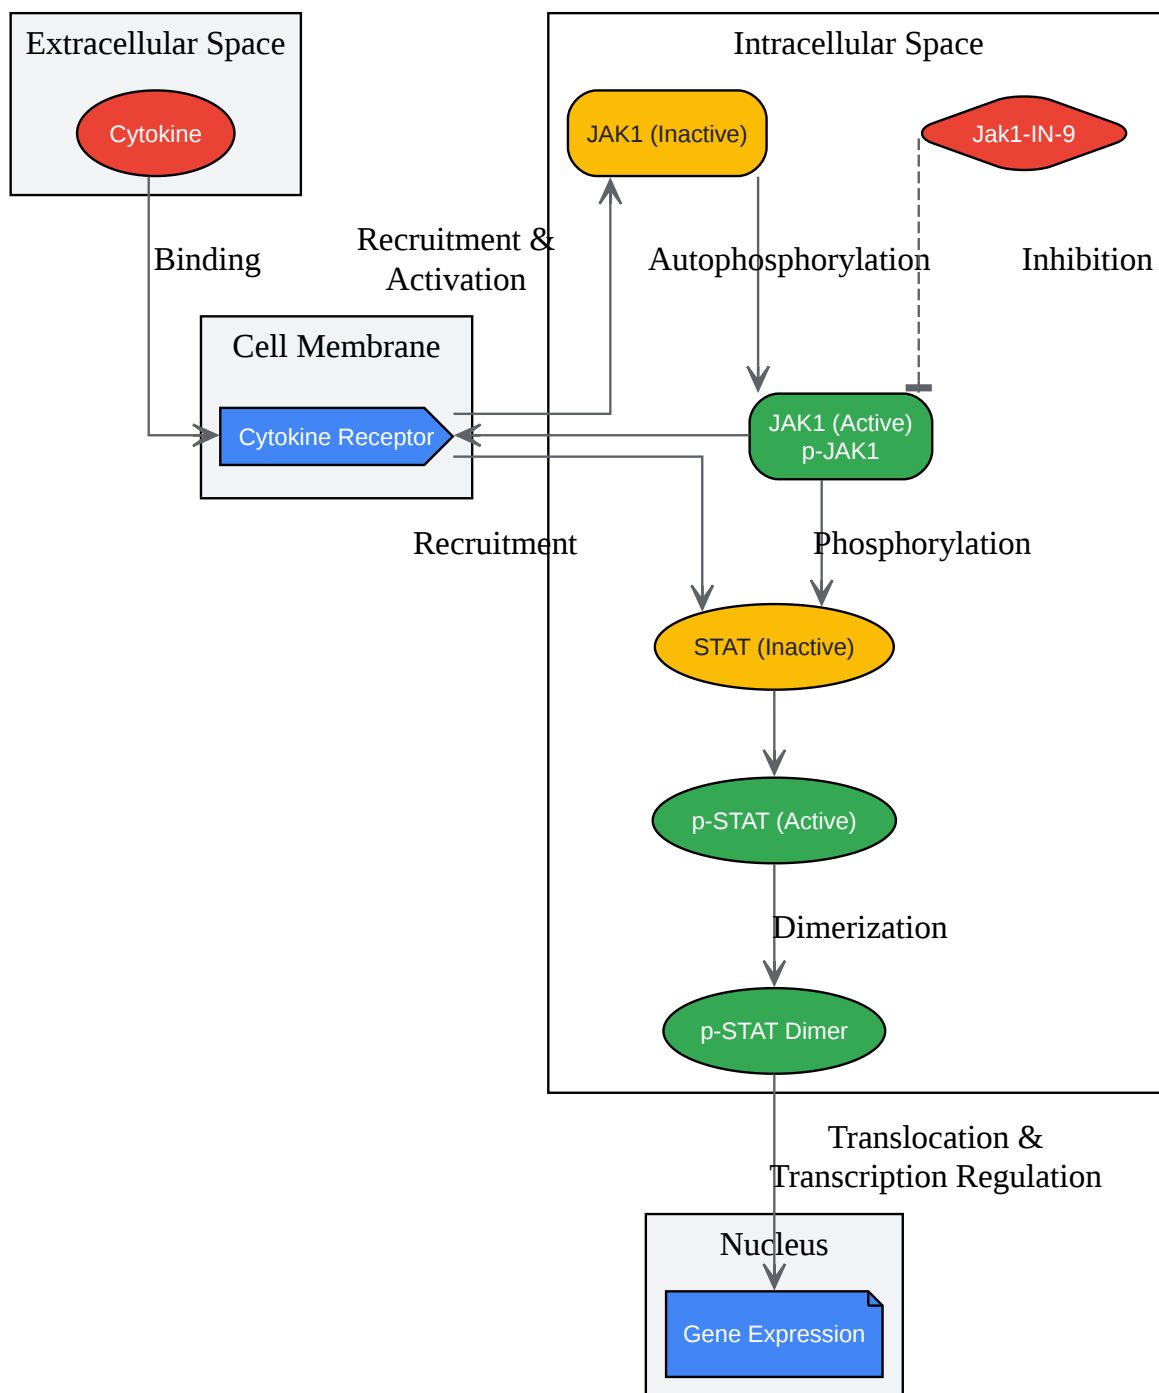 Extracellular Space
Intracellular Space
Cytokine
JAK1 (Inactive)
Jak1-IN-9
Binding
Recruitment &
Activation
Autophosphorylation
Inhibition
Cell Membrane
Cytokine Receptor
JAK1 (Active)
p-JAK1
Recruitment
Phosphorylation
STAT (Inactive)
p-STAT (Active)
Dimerization
p-STAT Dimer
Translocation &
Transcription Regulation
Nucleus
Gene Expression